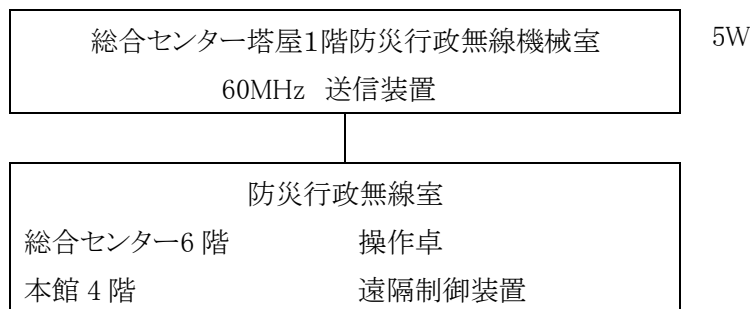 総合センター塔屋1階防災行政無線機械室 5W
60MHz 送信装置
防災行政無線室
総合センター6 階 操作卓
本館 4 階 遠隔制御装置